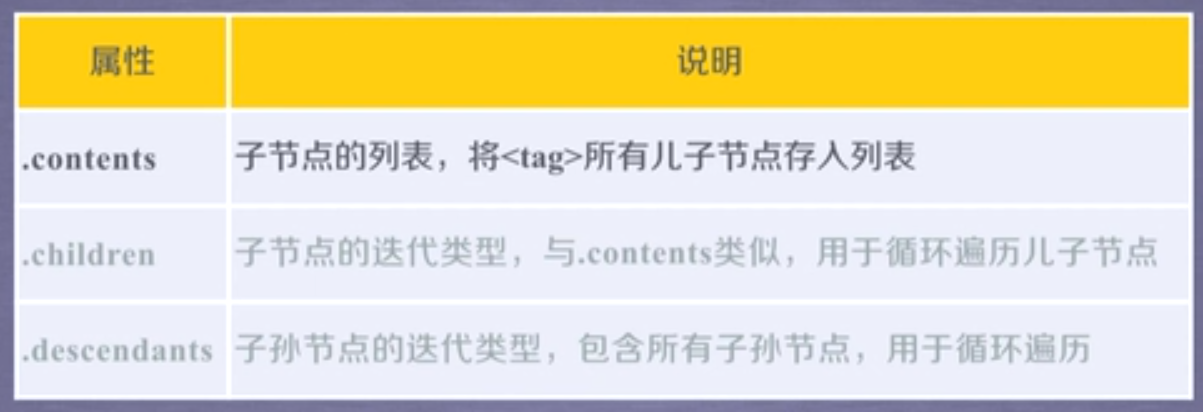 属性 说明
.contents 子节点的列表，将<tag>所有儿子节点存入列表
.children 子节点的迭代类型，与.contents类似，用于循环遍历儿子节点
.descendants 子孙节点的迭代类型，包含所有子孙节点，用于循环遍历